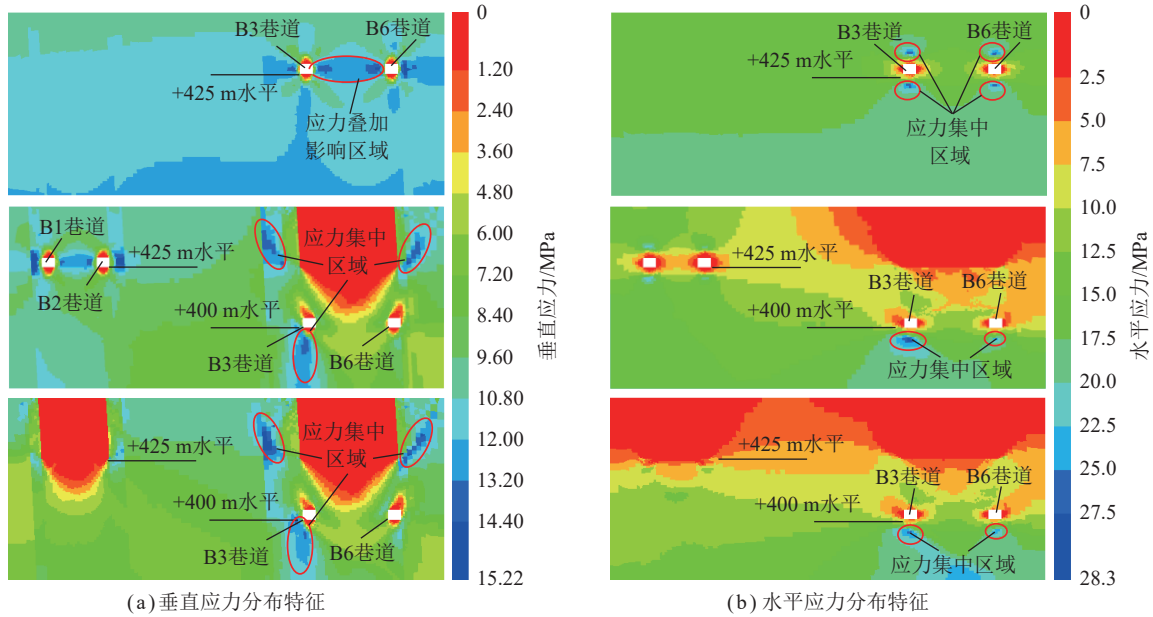 B3巷道
B6巷道
+425 m水平
应力叠加
影响区域
B1巷道
B2巷道
+425 m水平
应力集中
区域
+400 m水平
B3巷道
B6巷道
+425 m水平
应力集中
区域
+400 m水平
B3巷道
B6巷道
0
1.20
2.40
3.60
4.80
6.00
7.20
8.40
9.60
10.80
12.00
13.20
14.40
15.22
垂直应力/MPa
(a)垂直应力分布特征
B3巷道
B6巷道
+425 m水平
应力集中
区域
+425 m水平
B3巷道
B6巷道
+400 m水平
应力集中区域
+425 m水平
B3巷道
B6巷道
+400 m水平
应力集中区域
0
2.5
5.0
7.5
10.0
12.5
15.0
17.5
20.0
22.5
25.0
27.5
28.3
水平应力/MPa
(b)水平应力分布特征